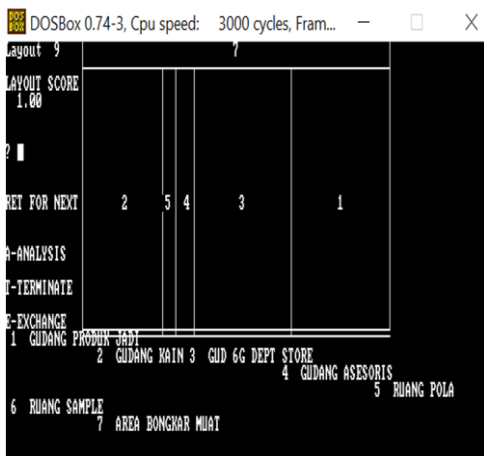 DOSBox 0.74-3, Cpu speed: 3000 cycles, Fram...
Layout 9
7
LAYOUT SCORE
1.00
?
RET FOR NEXT 2 5 4 3 1
A-ANALYSIS
T-TERMINATE
E-EXCHANGE
1 GUDANG PRODUK JADI
2 GUDANG KAIN 3 GUD 6G DEPT STORE
4 GUDANG ASESORIS
5 RUANG POLA
6 RUANG SAMPLE
7 AREA BONGKAR MUAT